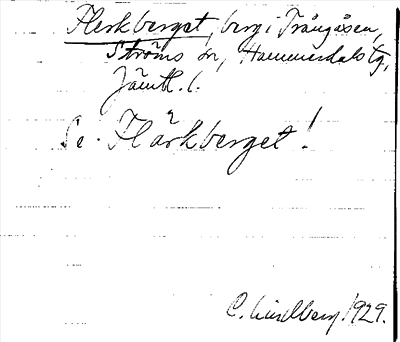 Flerkberget, berg i Trångåsen,
Ströms sn, Hammerdals tg,
Jämtl. l.
Se Flärkberget!
C. Lindberg 1929.